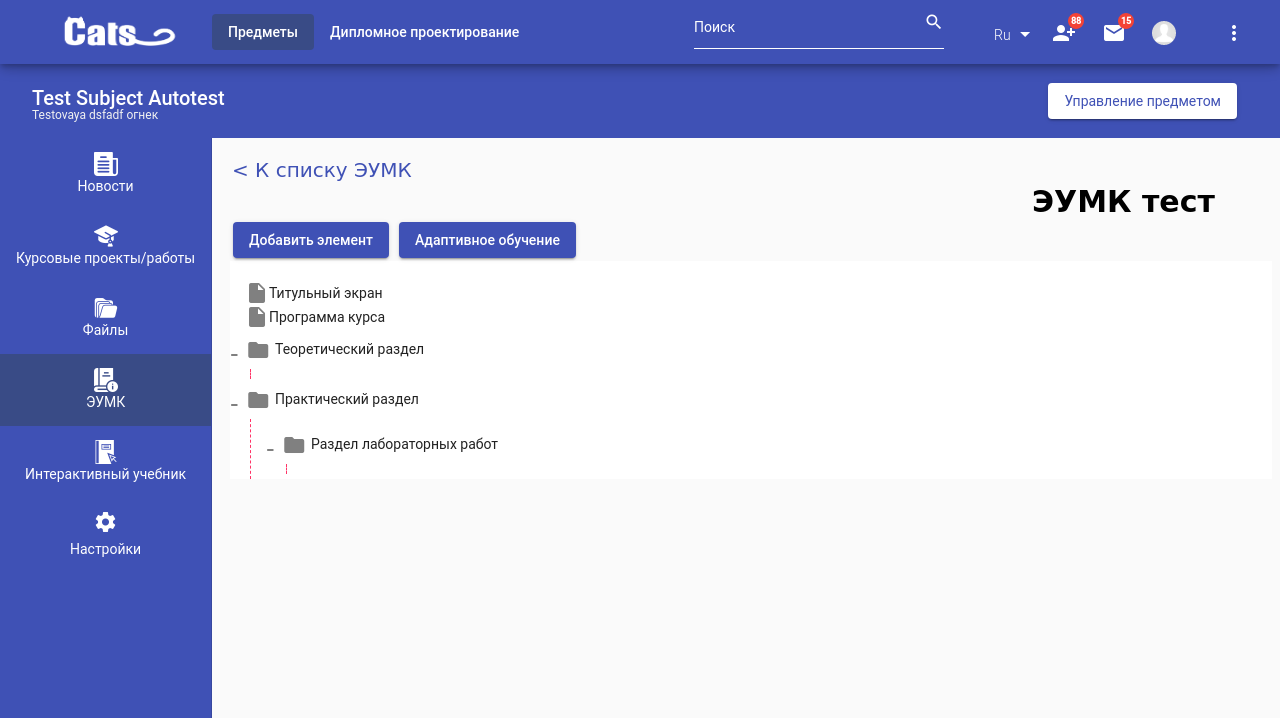 Cats
Предметы
Дипломное проектирование
Поиск
Ru
88
15
Test Subject Autotest
Testovaya dsfadf огнек
Управление предметом
Новости
Курсовые проекты/работы
Файлы
ЭУМК
Интерактивный учебник
Настройки
< К списку ЭУМК
ЭУМК тест
Добавить элемент
Адаптивное обучение
Титульный экран
Программа курса
Теоретический раздел
Практический раздел
Раздел лабораторных работ